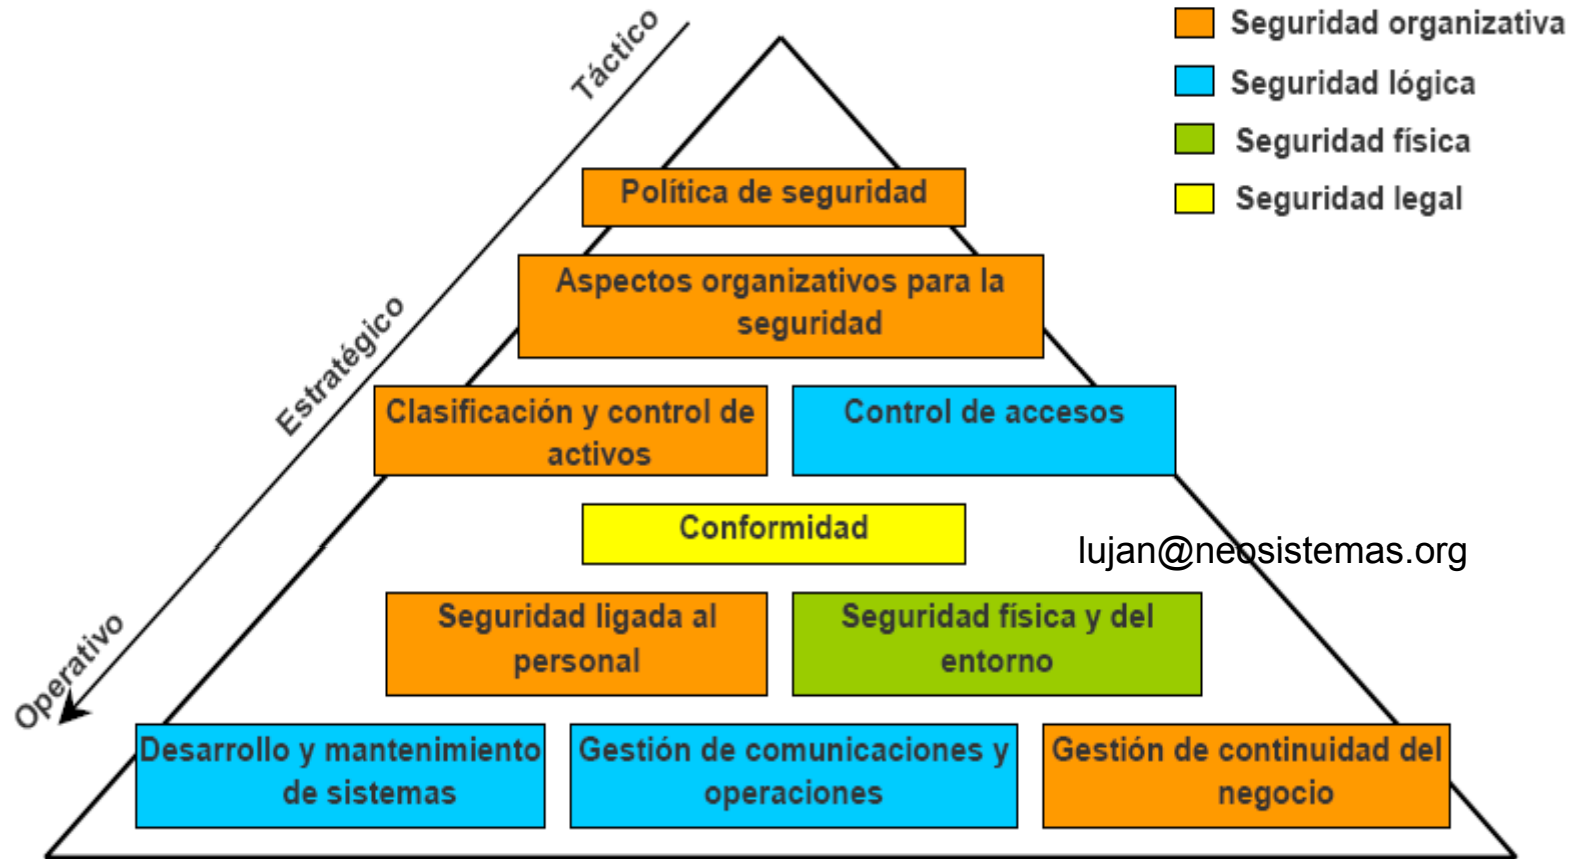 Táctico
Estratégico
Operativo
Seguridad organizativa
Seguridad lógica
Seguridad física
Seguridad legal
Política de seguridad
Aspectos organizativos para la
seguridad
Clasificación y control de
activos
Control de accesos
Conformidad
lujan@neosistemas.org
Seguridad ligada al
personal
Seguridad física y del
entorno
Desarrollo y mantenimiento
de sistemas
Gestión de comunicaciones y
operaciones
Gestión de continuidad del
negocio